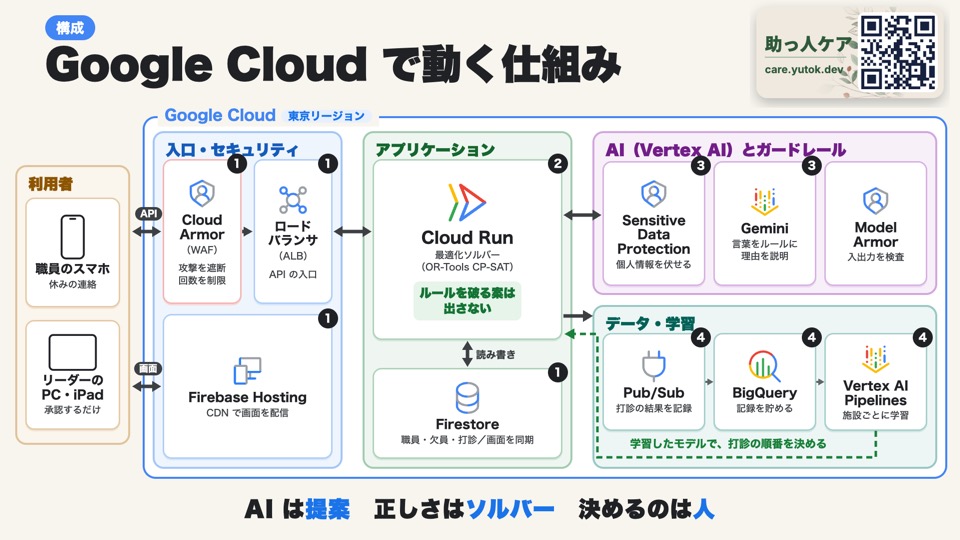 構成
Google Cloud で動く仕組み
助っ人ケア
care.yutok.dev
Google Cloud 東京リージョン
利用者
職員のスマホ
休みの連絡
リーダーの
PC・iPad
承認するだけ
API
画面
入口・セキュリティ
1
Cloud
Armor
(WAF)
攻撃を遮断
回数を制限
1
ロード
バランサ
(ALB)
API の入口
1
Firebase Hosting
CDN で画面を配信
アプリケーション
2
Cloud Run
最適化ソルバー
(OR-Tools CP-SAT)
ルールを破る案は
出さない
読み書き
1
Firestore
職員・欠員・打診／画面を同期
AI（Vertex AI）とガードレール
3
Sensitive
Data
Protection
個人情報を伏せる
3
Gemini
言葉をルールに
理由を説明
Model
Armor
入出力を検査
データ・学習
4
Pub/Sub
打診の結果を記録
4
BigQuery
記録を貯める
4
Vertex AI
Pipelines
施設ごとに学習
学習したモデルで、打診の順番を決める
AI は提案　正しさはソルバー　決めるのは人